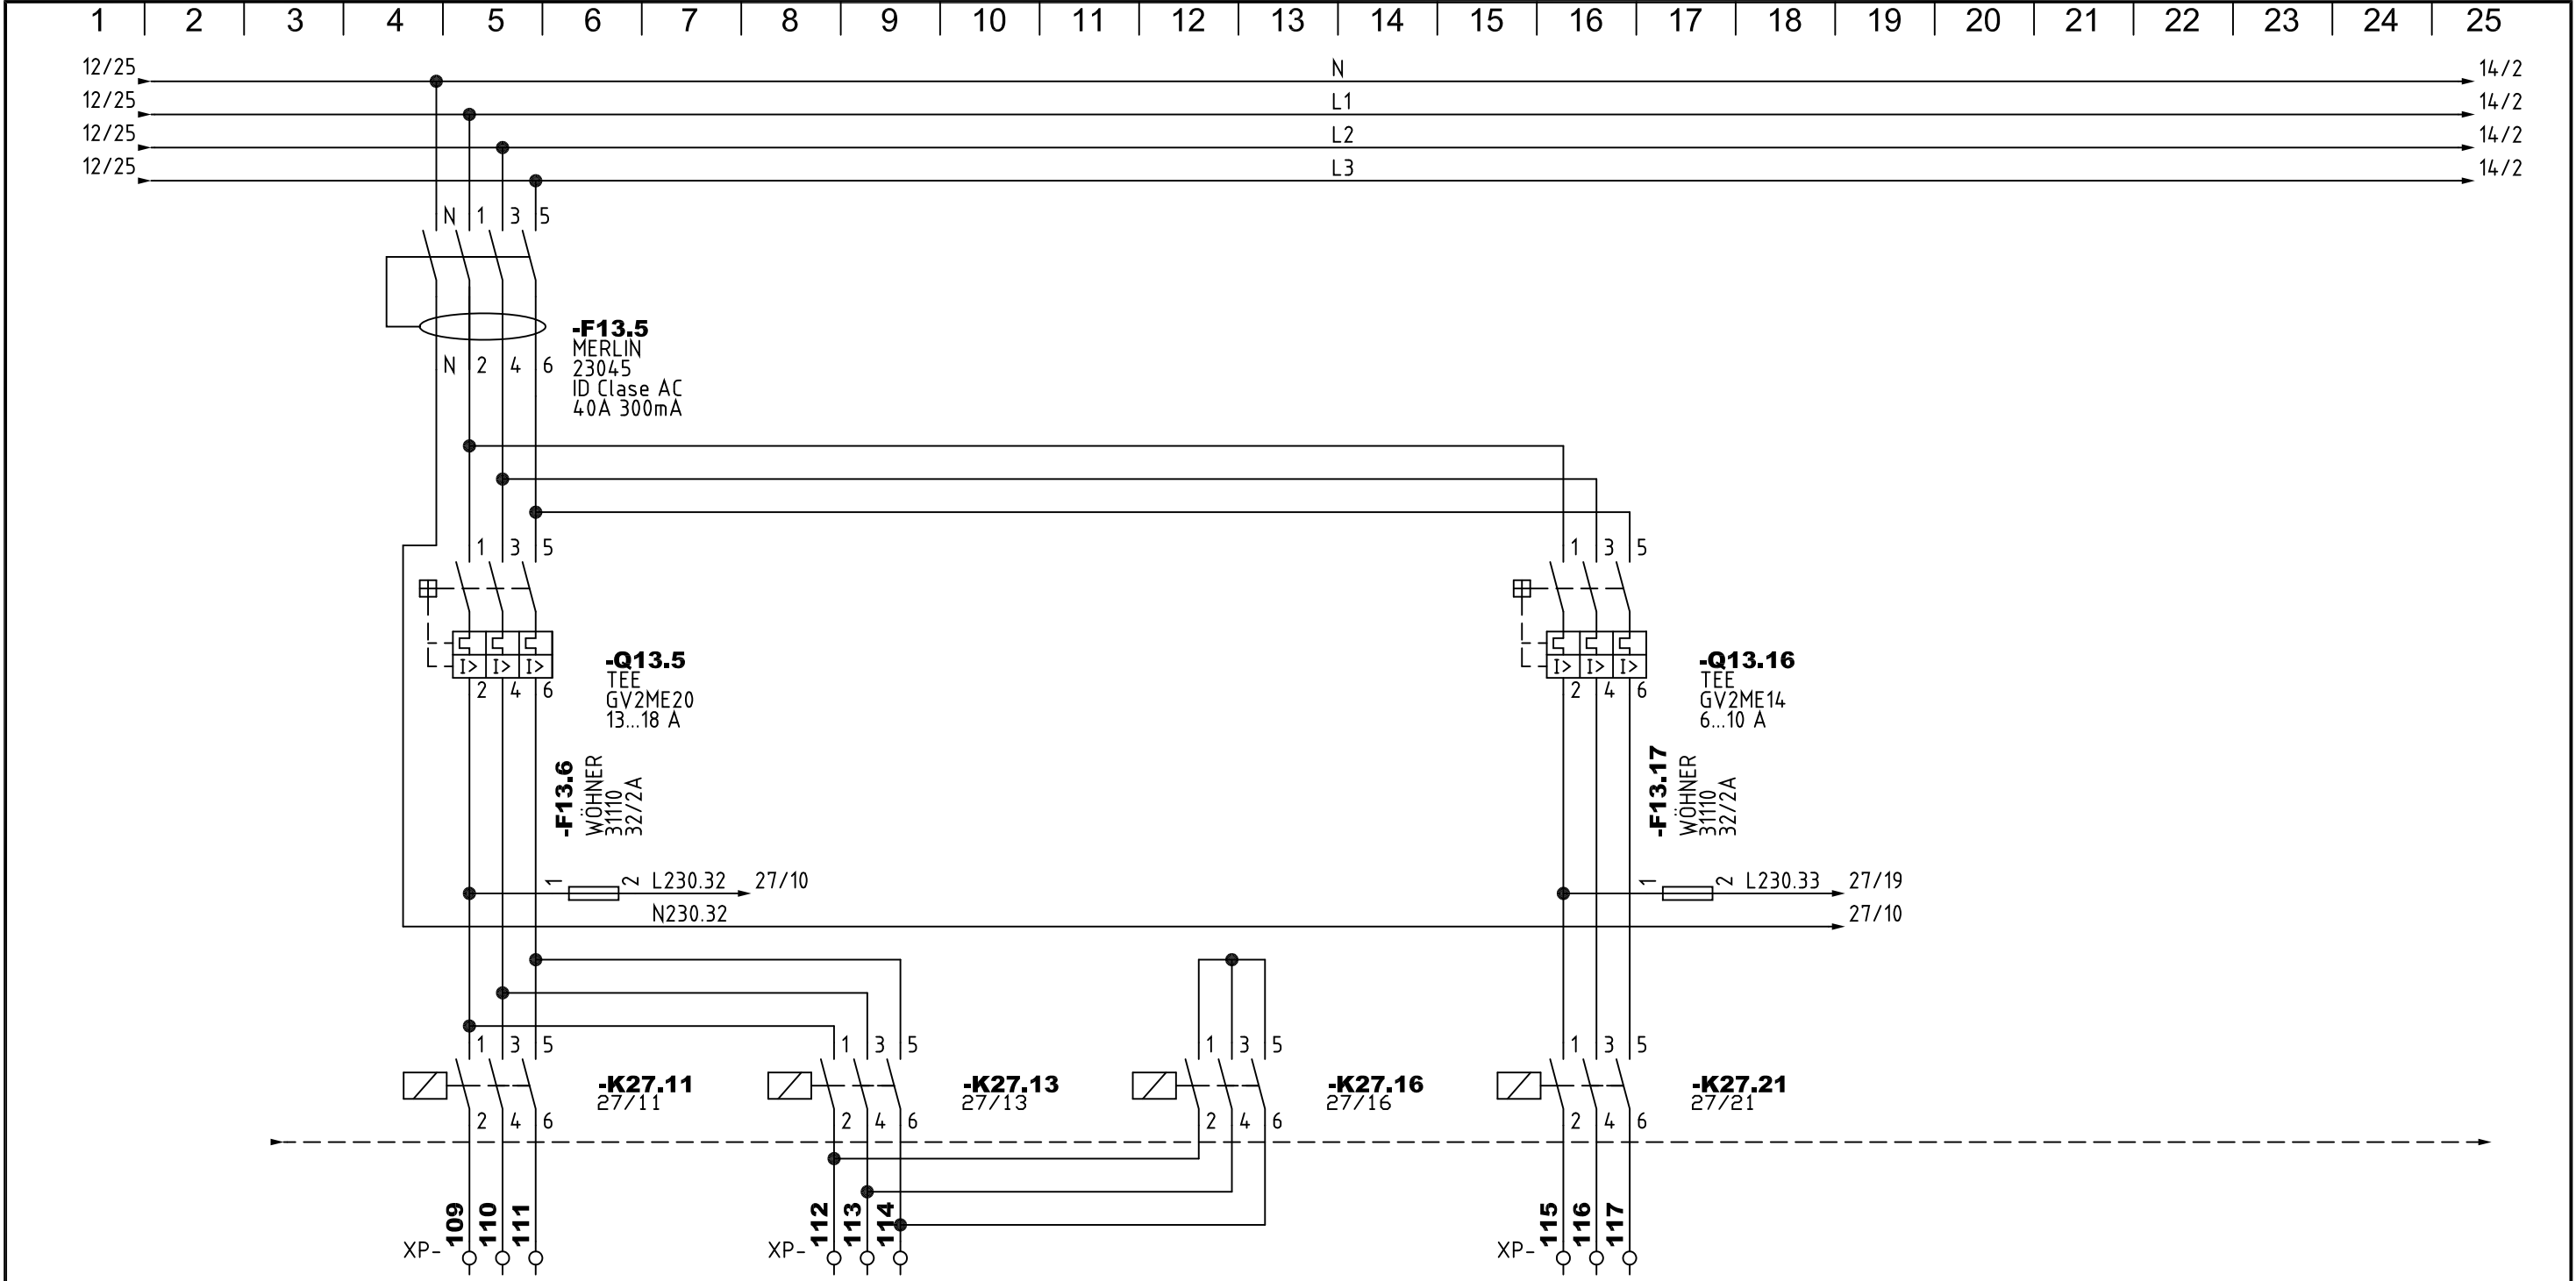 1 2 3 4 5 6 7 8 9 10 11 12 13 14 15 16 17 18 19 20 21 22 23 24 25
12/25 N 14/2
12/25 L1 14/2
12/25 L2 14/2
12/25 L3 14/2
N 1 3 5
-F13.5
MERLIN
23045
ID Clase AC
40A 300mA
N 2 4 6
1 3 5
1 3 5
I> I> I>
I> I> I>
2 4 6
2 4 6
-Q13.5
TEE
GV2ME20
13...18 A
-Q13.16
TEE
GV2ME14
6...10 A
-F13.6
WÖHNER
31110
32/2A
-F13.17
WÖHNER
31110
32/2A
1 2 L230.32 27/10
1 2 L230.33 27/19
N230.32 27/10
1 3 5
1 3 5
1 3 5
1 3 5
-K27.11
27/11
-K27.13
27/13
-K27.16
27/16
-K27.21
27/21
2 4 6
2 4 6
2 4 6
2 4 6
XP- 109 110 111
XP- 112 113 114
XP- 115 116 117